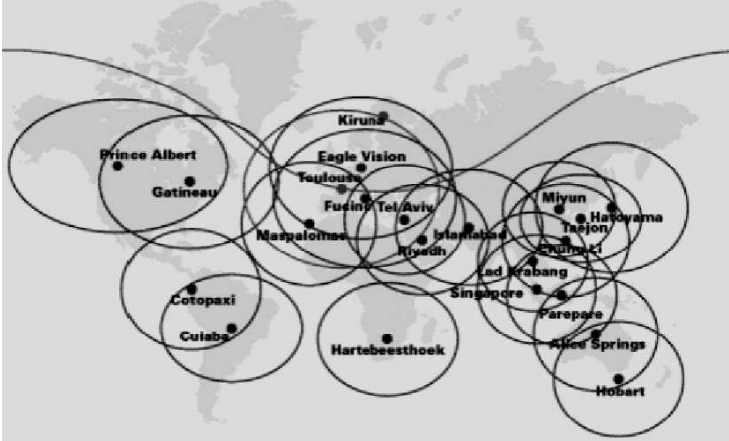 Kiruna
Eagle Vision
Prince Albert
Toulouse
Gatineau
Fucino
Tel Aviv
Miyun
Hatoyama
Maspalomas
Taejon
Islamabad
Riyadh
Chung Li
Lad Krabang
Cotopaxi
Singapore
Parepare
Cuiaba
Hartebeesthoek
Alice Springs
Hobart